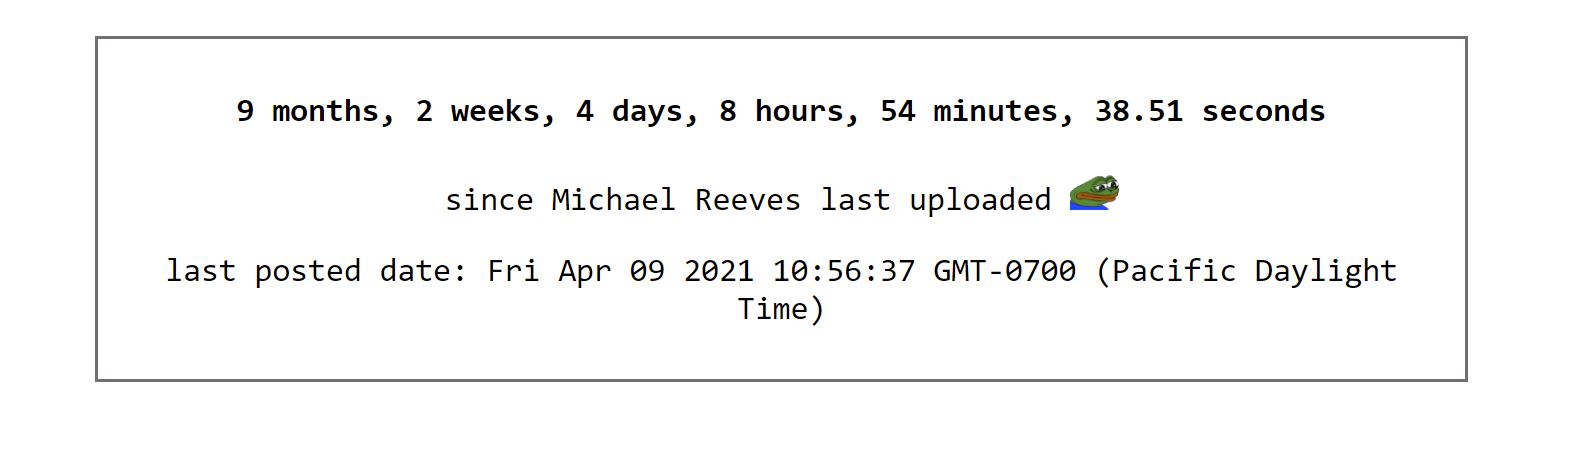 9 months, 2 weeks, 4 days, 8 hours, 54 minutes, 38.51 seconds
since Michael Reeves last uploaded
last posted date: Fri Apr 09 2021 10:56:37 GMT-0700 (Pacific Daylight
Time)